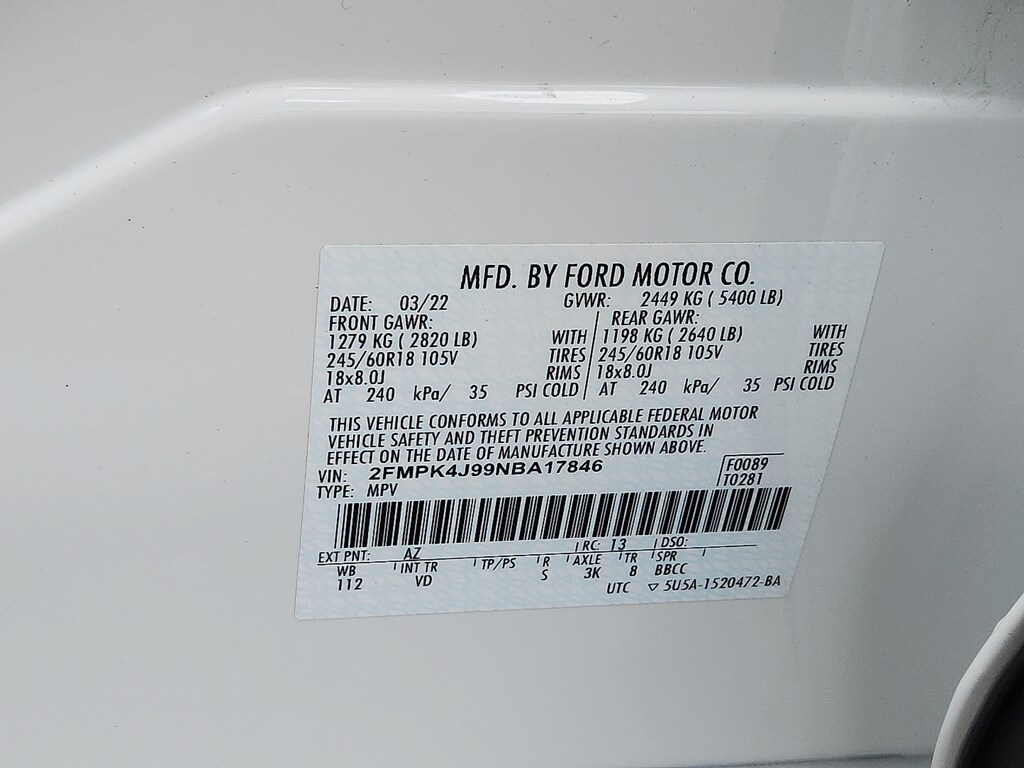 MFD. BY FORD MOTOR CO.
DATE: 03/22 GVWR: 2449 KG ( 5400 LB)
FRONT GAWR: REAR GAWR:
1279 KG ( 2820 LB) WITH 1198 KG ( 2640 LB) WITH
245/60R18 105V TIRES 245/60R18 105V TIRES
18x8.0J RIMS 18x8.0J RIMS
AT 240 kPa/ 35 PSI COLD AT 240 kPa/ 35 PSI COLD
THIS VEHICLE CONFORMS TO ALL APPLICABLE FEDERAL MOTOR
VEHICLE SAFETY AND THEFT PREVENTION STANDARDS IN
EFFECT ON THE DATE OF MANUFACTURE SHOWN ABOVE.
VIN: 2FMPK4J99NBA17846 F0089
TYPE: MPV T0281
EXT PNT: AZ RC: 13 DSO:
WB INT TR TP/PS R AXLE TR SPR
112 VD S 3K 8 BBCC
UTC ▽ 5U5A-1520472-BA